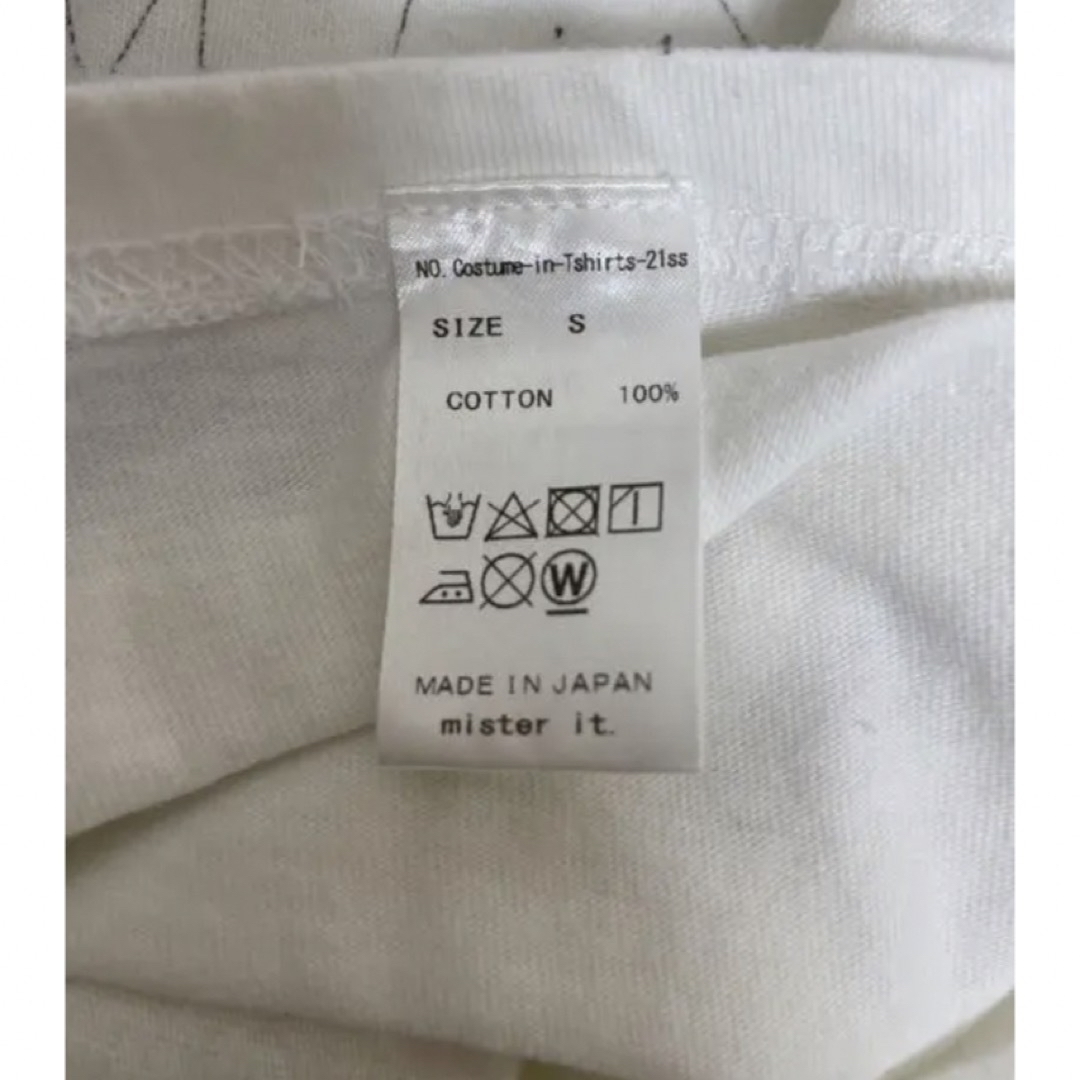 NO. Costume-in-Tshirts-21ss
SIZE S
COTTON 100%
W
MADE IN JAPAN
mister it.